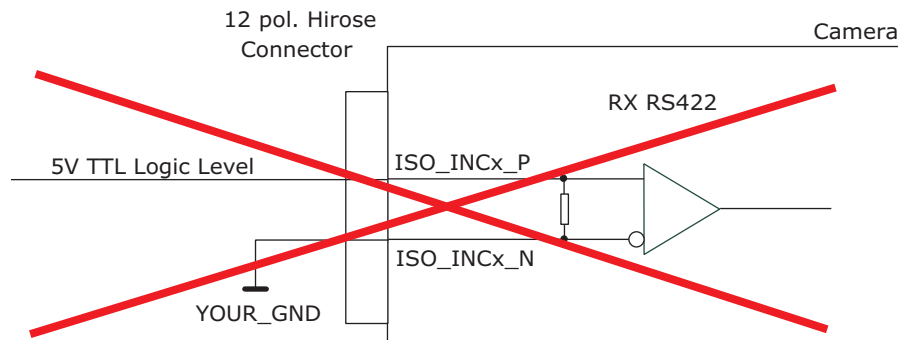 12 pol. Hirose
Connector
Camera
RX RS422
5V TTL Logic Level
ISO_INCx_P
ISO_INCx_N
YOUR_GND